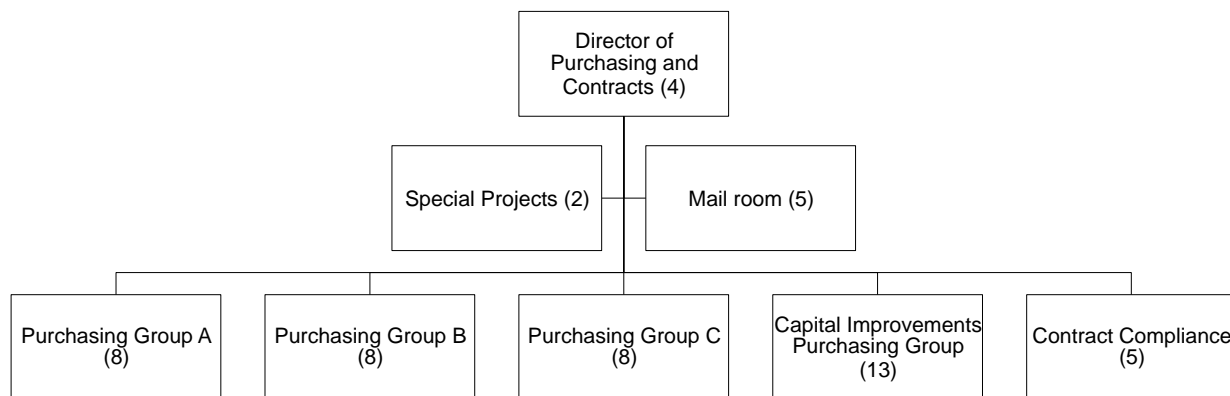 Director of
Purchasing and
Contracts (4)
Special Projects (2)
Mail room (5)
Purchasing Group A
(8)
Purchasing Group B
(8)
Purchasing Group C
(8)
Capital Improvements
Purchasing Group
(13)
Contract Compliance
(5)